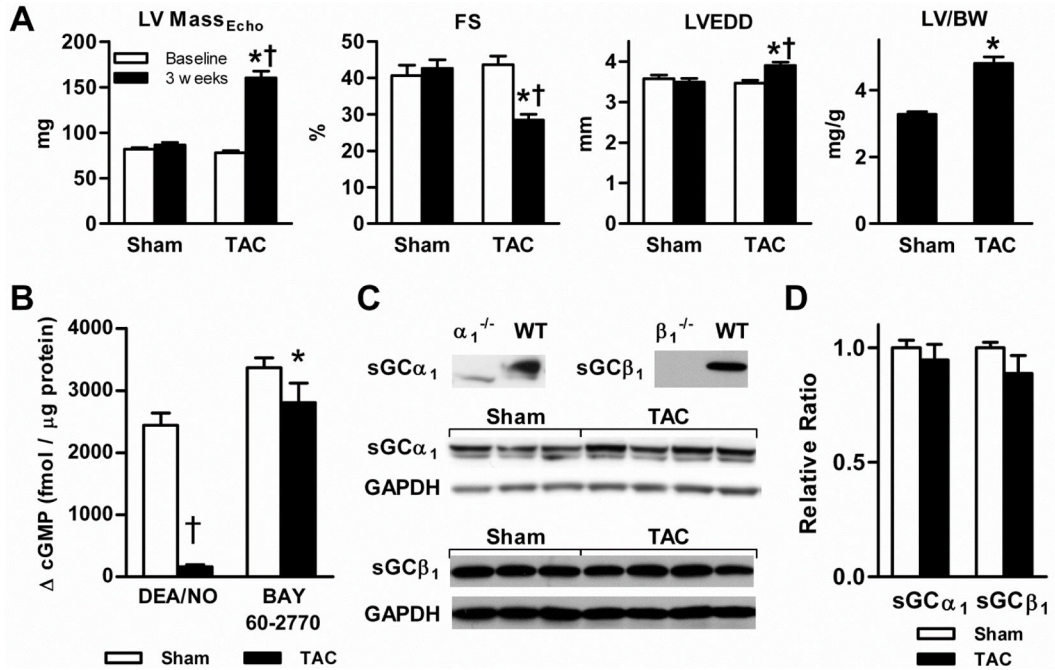 A
LV Mass Echo
FS
LVEDD
LV/BW
Baseline
3 weeks
mg
200
150
100
50
0
*†
Sham
TAC
%
50
40
30
20
10
0
*†
Sham
TAC
mm
6
4
2
0
*†
Sham
TAC
mg/g
4
2
0
*
Sham
TAC
B
Δ cGMP (fmol / μg protein)
4000
3000
2000
1000
0
†
*
DEA/NO
BAY
60-2770
Sham
TAC
C
α1-/- WT
sGCα1
β1-/- WT
sGCβ1
Sham TAC
sGCα1
GAPDH
Sham TAC
sGCβ1
GAPDH
D
Relative Ratio
1.0
0.5
0.0
sGCα1 sGCβ1
Sham
TAC